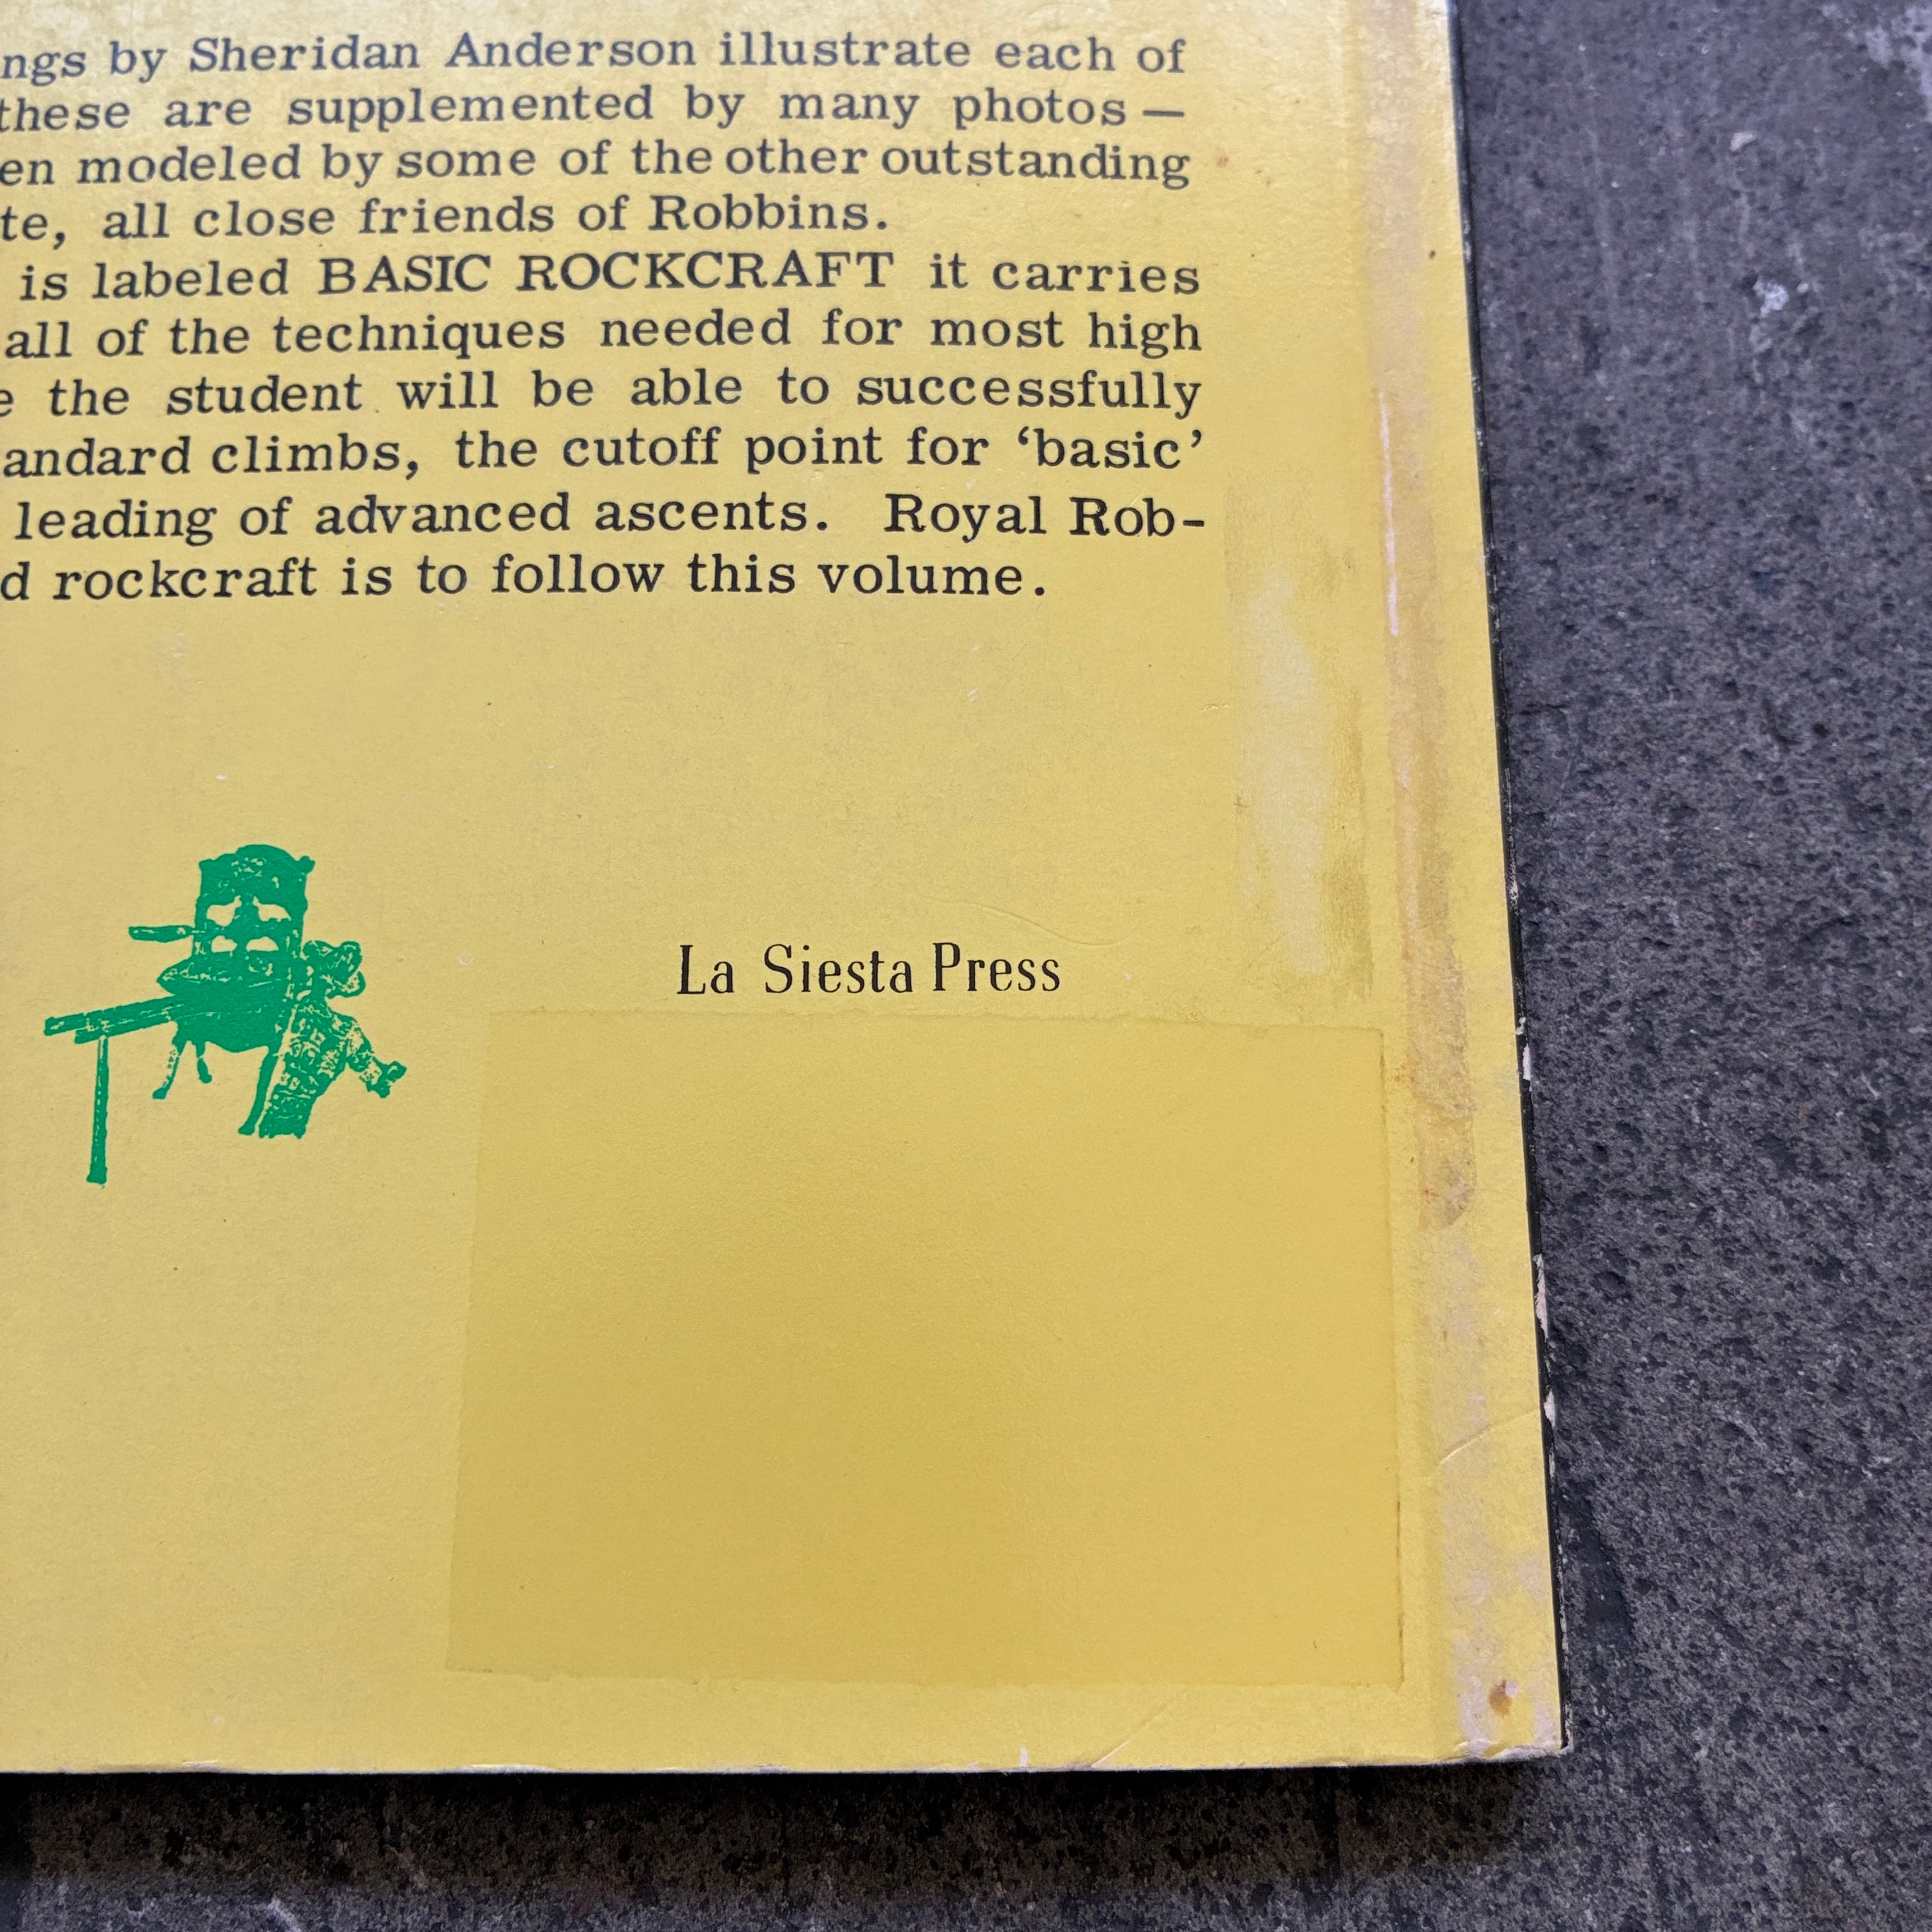 ngs by Sheridan Anderson illustrate each of
these are supplemented by many photos —
en modeled by some of the other outstanding
te, all close friends of Robbins.
is labeled BASIC ROCKCRAFT it carries
all of the techniques needed for most high
e the student will be able to successfully
andard climbs, the cutoff point for ‘basic’
leading of advanced ascents. Royal Rob-
d rockcraft is to follow this volume.
La Siesta Press